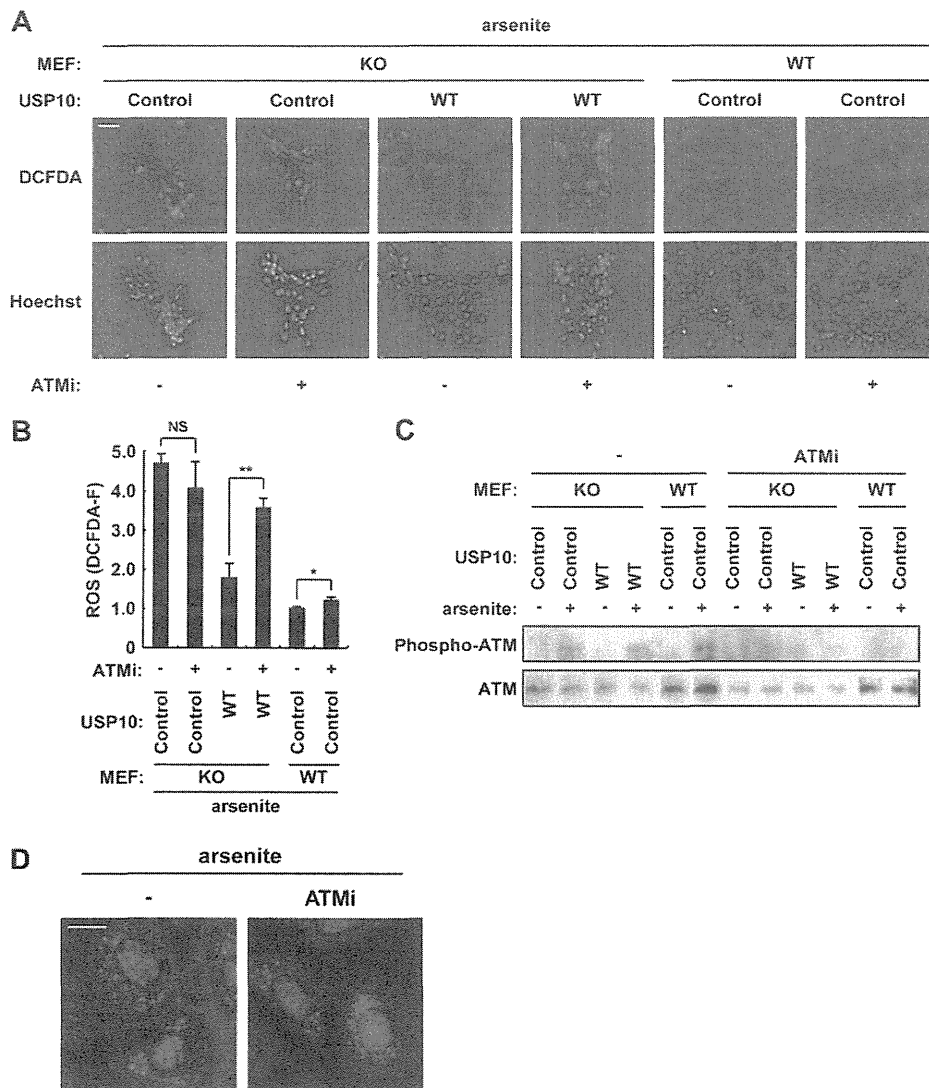 A
arsenite
MEF: KO WT
USP10: Control Control WT WT Control Control
DCFDA
Hoechst
ATMi: - + - + - +
B
NS
**
*
ROS (DCFDA-F)
5.0
4.0
3.0
2.0
1.0
0
ATMi: - + - + - +
USP10: Control Control WT WT Control Control
MEF: KO WT
arsenite
C
- ATMi
MEF: KO WT KO WT
USP10: Control Control WT WT Control Control Control Control WT WT Control Control
arsenite: - + - + - + - + - + - +
Phospho-ATM
ATM
D
arsenite
- ATMi